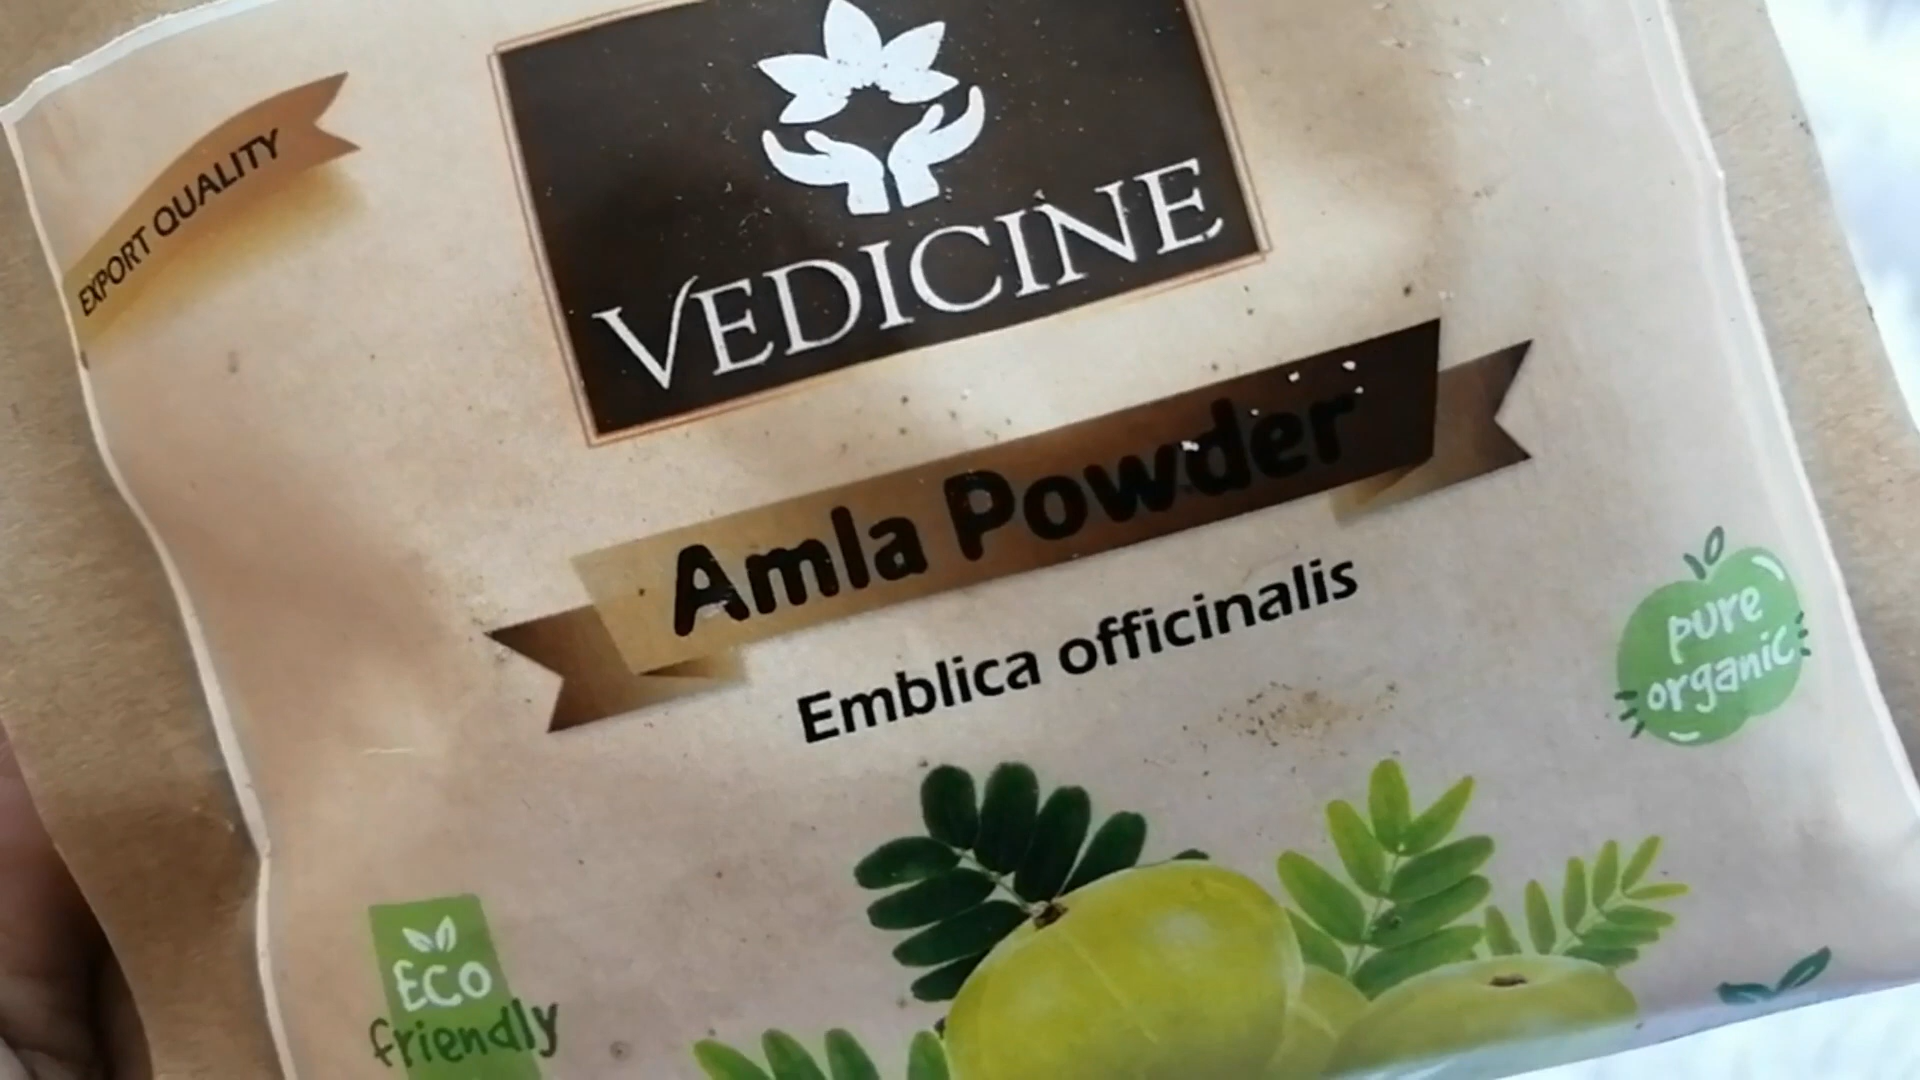 EXPORT QUALITY
VEDICINE
Amla Powder
Emblica officinalis
pure
organic
ECO
friendly